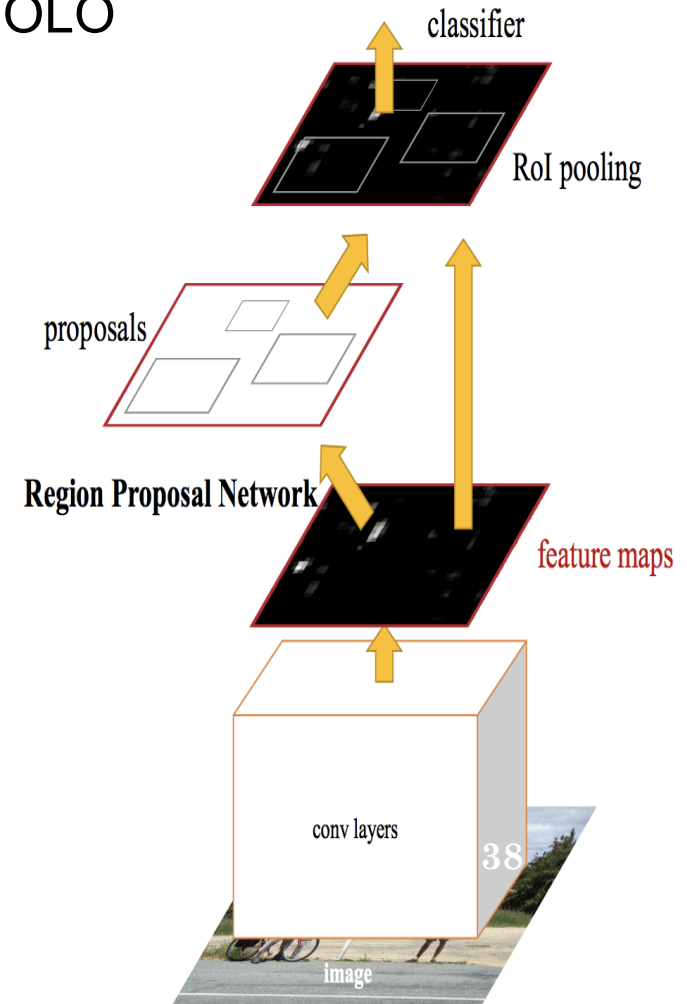 OLO
classifier
RoI pooling
proposals
Region Proposal Network
feature maps
conv layers
38
image